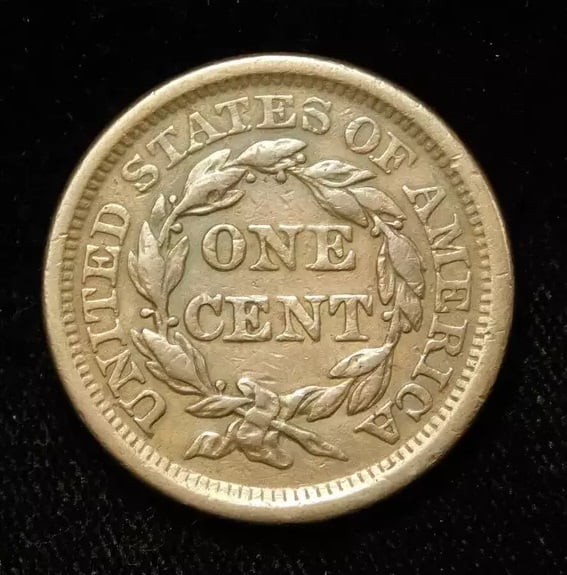 UNITED STATES OF AMERICA
ONE
CENT